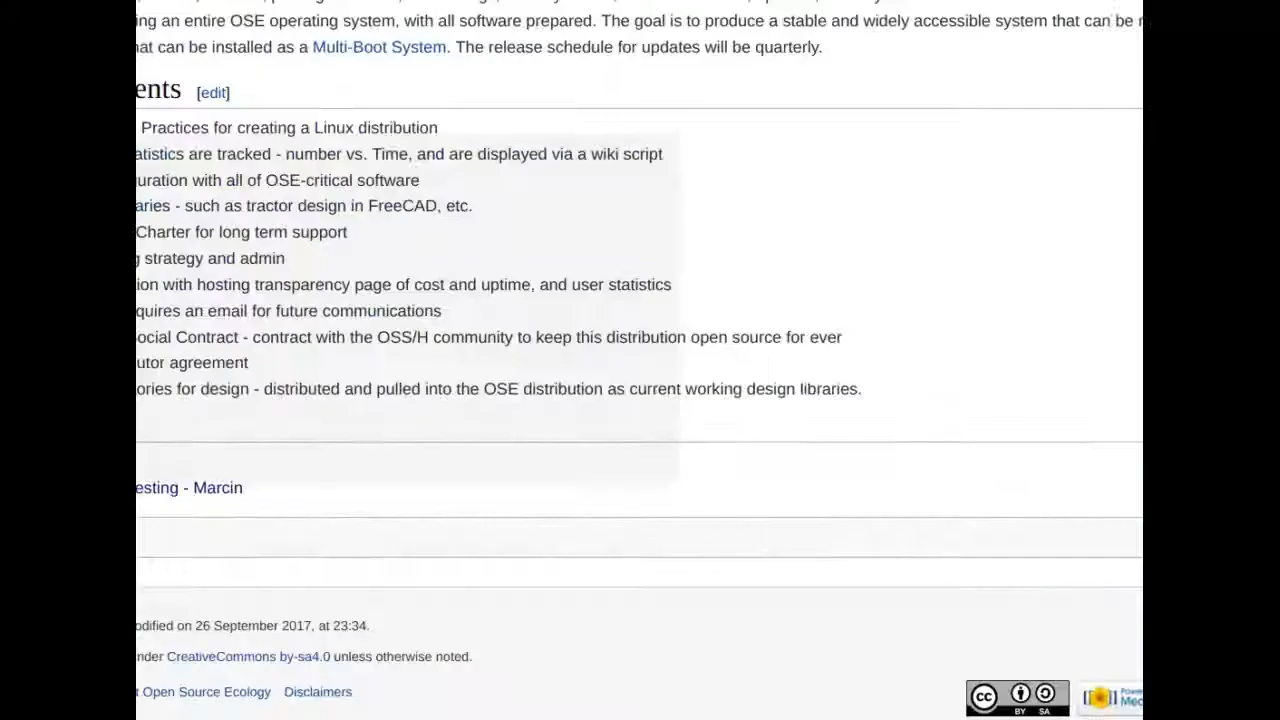 ing an entire OSE operating system, with all software prepared. The goal is to produce a stable and widely accessible system that can be
at can be installed as a Multi-Boot System. The release schedule for updates will be quarterly.
ents [edit]
Practices for creating a Linux distribution
atistics are tracked - number vs. Time, and are displayed via a wiki script
uration with all of OSE-critical software
aries - such as tractor design in FreeCAD, etc.
Charter for long term support
g strategy and admin
ion with hosting transparency page of cost and uptime, and user statistics
quires an email for future communications
Social Contract - contract with the OSS/H community to keep this distribution open source for ever
utor agreement
ories for design - distributed and pulled into the OSE distribution as current working design libraries.
esting - Marcin
odified on 26 September 2017, at 23:34.
nder CreativeCommons by-sa4.0 unless otherwise noted.
t Open Source Ecology Disclaimers
cc BY SA